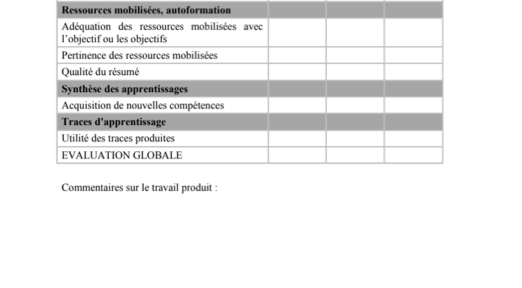 Ressources mobilisées, autoformation
Adéquation des ressources mobilisées avec
l'objectif ou les objectifs
Pertinence des ressources mobilisées
Qualité du résumé
Synthèse des apprentissages
Acquisition de nouvelles compétences
Traces d'apprentissage
Utilité des traces produites
EVALUATION GLOBALE
Commentaires sur le travail produit :